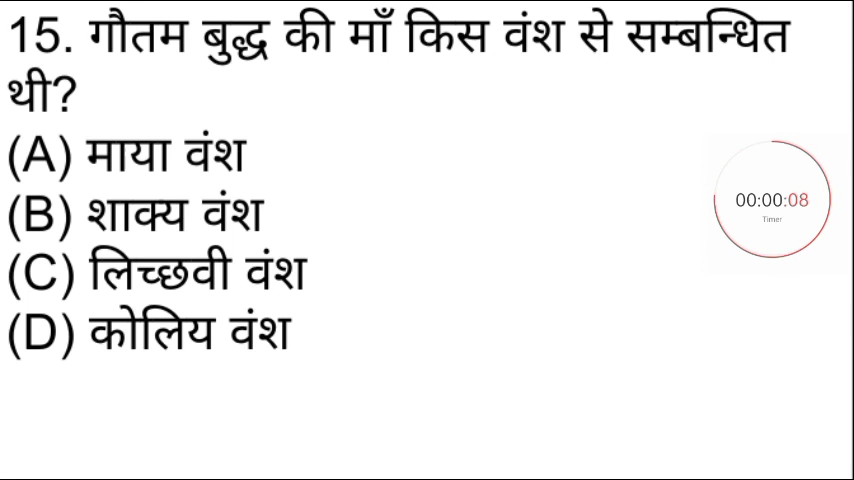 15. गौतम बुद्ध की माँ किस वंश से सम्बन्धित
थी?
(A) माया वंश
(B) शाक्य वंश
(C) लिच्छवी वंश
(D) कोलिय वंश
00:00:08
Timer